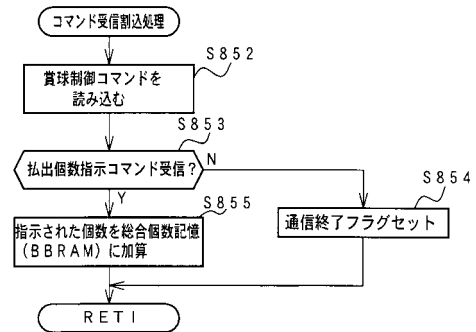 コマンド受信割込処理
S852
賞球制御コマンドを
読み込む
S853
払出個数指示コマンド受信?
N
Y
S854
通信終了フラグセット
S855
指示された個数を総合個数記憶
(BBRAM)に加算
RETI